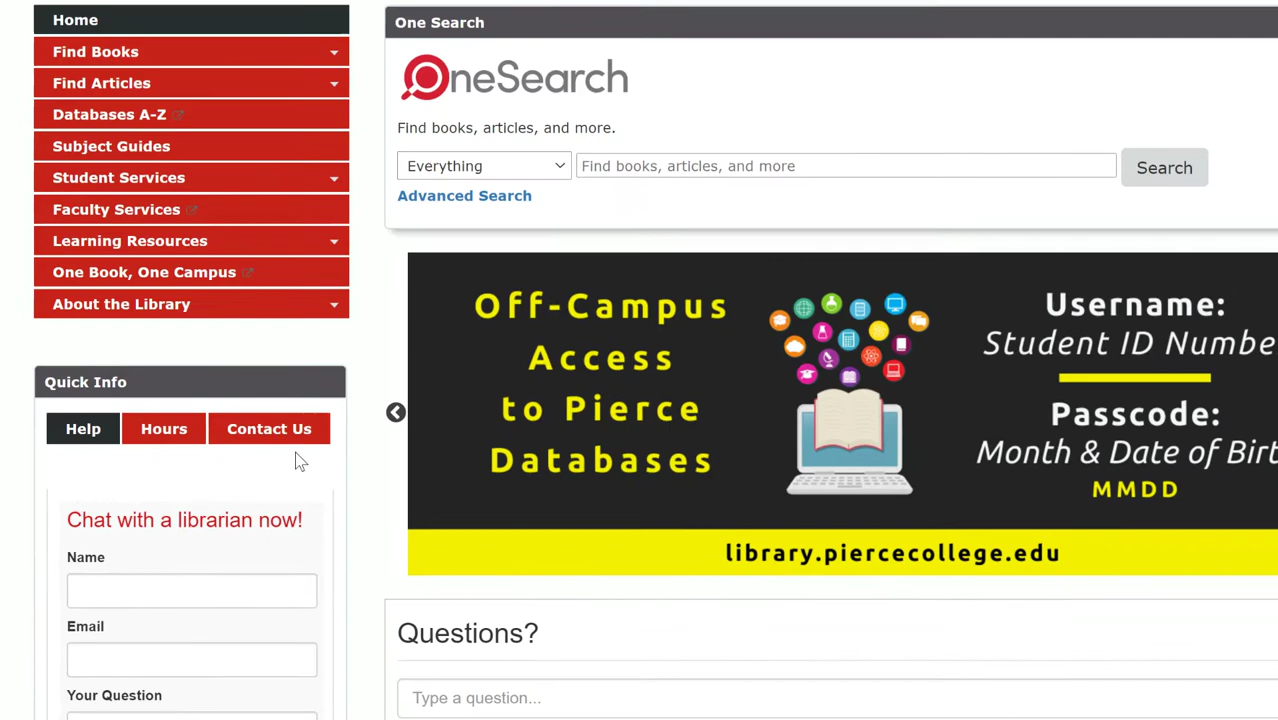 Home
Find Books
Find Articles
Databases A-Z
Subject Guides
Student Services
Faculty Services
Learning Resources
One Book, One Campus
About the Library
Quick Info
Help
Hours
Contact Us
Chat with a librarian now!
Name
Email
Your Question
One Search
OneSearch
Find books, articles, and more.
Everything
Find books, articles, and more
Search
Advanced Search
Off-Campus
Access
to Pierce
Databases
Username:
Student ID Numbe
Passcode:
Month & Date of Birt
MMDD
library.piercecollege.edu
Questions?
Type a question...